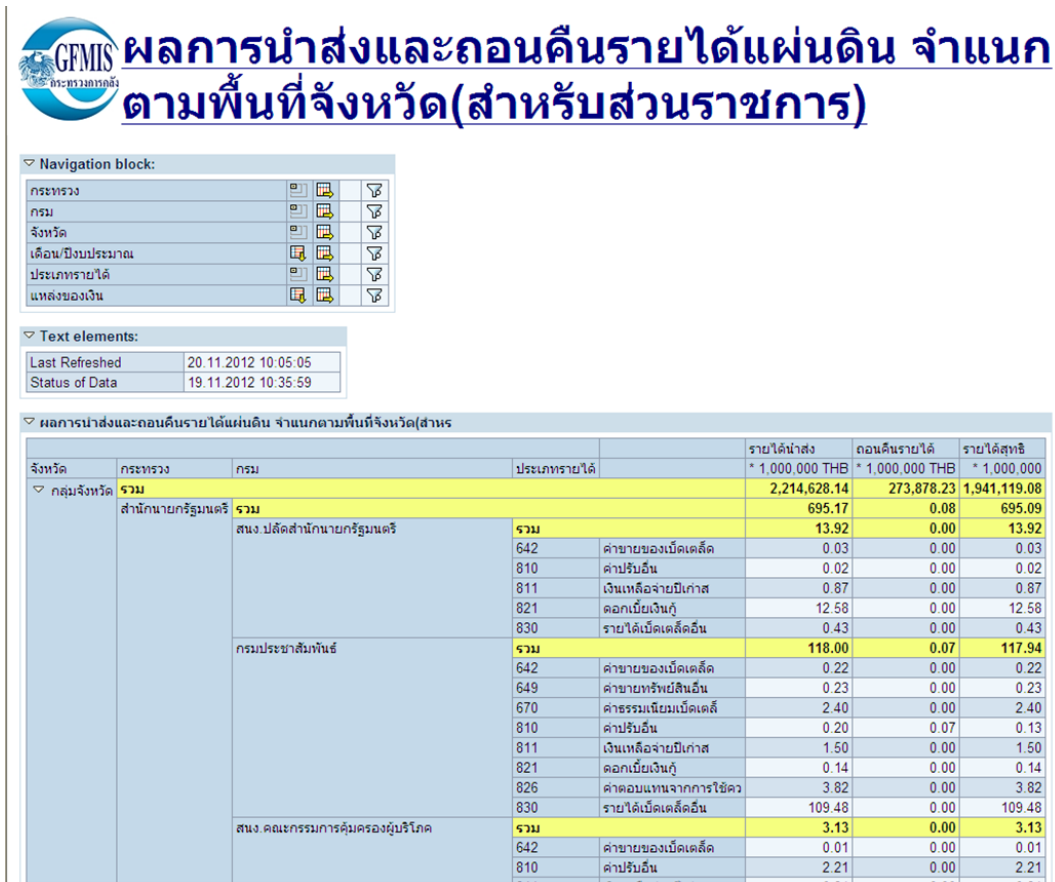 GFMIS
กระทรวงการคลัง
ผลการนำส่งและถอนคืนรายได้แผ่นดิน จำแนก
ตามพื้นที่จังหวัด(สำหรับส่วนราชการ)
Navigation block:
กระทรวง
กรม
จังหวัด
เดือน/ปีงบประมาณ
ประเภทรายได้
แหล่งของเงิน
Text elements:
Last Refreshed 20.11.2012 10:05:05
Status of Data 19.11.2012 10:35:59
ผลการนำส่งและถอนคืนรายได้แผ่นดิน จำแนกตามพื้นที่จังหวัด(สำหร
รายได้นำส่ง ถอนคืนรายได้ รายได้สุทธิ
จังหวัด กระทรวง กรม ประเภทรายได้ * 1,000,000 THB * 1,000,000 THB * 1,000,000
กลุ่มจังหวัด รวม 2,214,628.14 273,878.23 1,941,119.08
สำนักนายกรัฐมนตรี รวม 695.17 0.08 695.09
สนง.ปลัดสำนักนายกรัฐมนตรี รวม 13.92 0.00 13.92
642 ค่าขายของเบ็ดเตล็ด 0.03 0.00 0.03
810 ค่าปรับอื่น 0.02 0.00 0.02
811 เงินเหลือจ่ายปีเก่าส 0.87 0.00 0.87
821 ดอกเบี้ยเงินกู้ 12.58 0.00 12.58
830 รายได้เบ็ดเตล็ดอื่น 0.43 0.00 0.43
กรมประชาสัมพันธ์ รวม 118.00 0.07 117.94
642 ค่าขายของเบ็ดเตล็ด 0.22 0.00 0.22
649 ค่าขายทรัพย์สินอื่น 0.23 0.00 0.23
670 ค่าธรรมเนียมเบ็ดเตล็ 2.40 0.00 2.40
810 ค่าปรับอื่น 0.20 0.07 0.13
811 เงินเหลือจ่ายปีเก่าส 1.50 0.00 1.50
821 ดอกเบี้ยเงินกู้ 0.14 0.00 0.14
826 ค่าตอบแทนจากการใช้คว 3.82 0.00 3.82
830 รายได้เบ็ดเตล็ดอื่น 109.48 0.00 109.48
สนง.คณะกรรมการคุ้มครองผู้บริโภค รวม 3.13 0.00 3.13
642 ค่าขายของเบ็ดเตล็ด 0.01 0.00 0.01
810 ค่าปรับอื่น 2.21 0.00 2.21